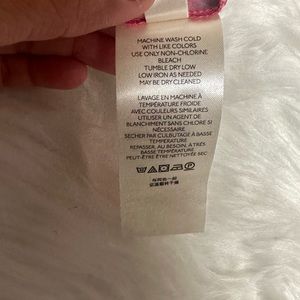 MACHINE WASH COLD
WITH LIKE COLORS
USE ONLY NON-CHLORINE
BLEACH
TUMBLE DRY LOW
LOW IRON AS NEEDED
MAY BE DRY CLEANED
LAVAGE EN MACHINE À
TEMPÉRATURE FROIDE
AVEC COULEURS SIMILAIRES
UTILISER UN AGENT DE
BLANCHIMENT SANS CHLORE SI
NÉCESSAIRE
SÉCHER PAR CULBUTAGE À BASSE
TEMPÉRATURE
REPASSER, AU BESOIN, À TRÈS
BASSE TEMPÉRATURE
PEUT-ÊTRE ÊTRE NETTOYÉE SEC